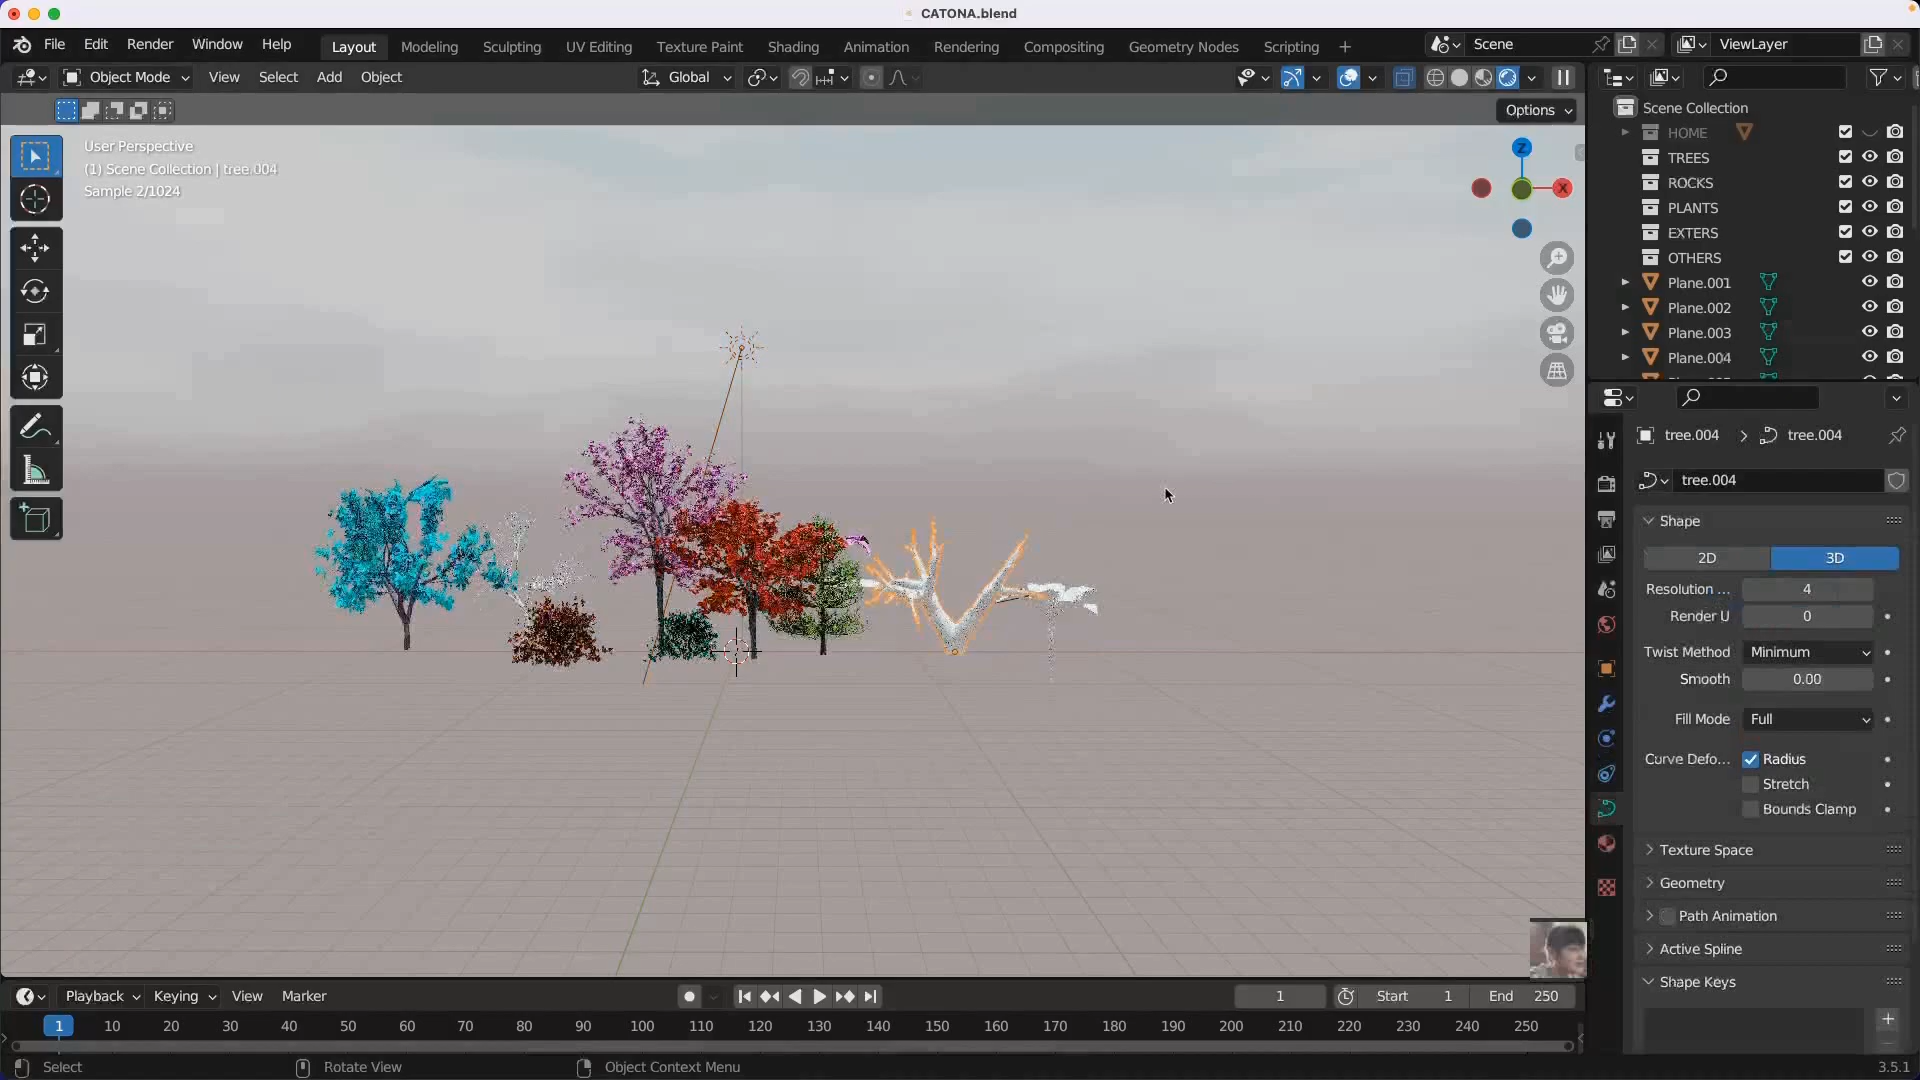 CATONA.blend
File Edit Render Window Help Layout Modeling Sculpting UV Editing Texture Paint Shading Animation Rendering Compositing Geometry Nodes Scripting + Scene ViewLayer
Object Mode View Select Add Object Global
Options
User Perspective
(1) Scene Collection | tree.004
Sample 2/1024
Z
X
Scene Collection
HOME
TREES
ROCKS
PLANTS
EXTERS
OTHERS
Plane.001
Plane.002
Plane.003
Plane.004
tree.004 > tree.004
tree.004
Shape
2D 3D
Resolution ... 4
Render U 0
Twist Method Minimum
Smooth 0.00
Fill Mode Full
Curve Defo... Radius
Stretch
Bounds Clamp
Texture Space
Geometry
Path Animation
Active Spline
Shape Keys
Playback Keying View Marker 1 Start 1 End 250
1 10 20 30 40 50 60 70 80 90 100 110 120 130 140 150 160 170 180 190 200 210 220 230 240 250
Select Rotate View Object Context Menu 3.5.1